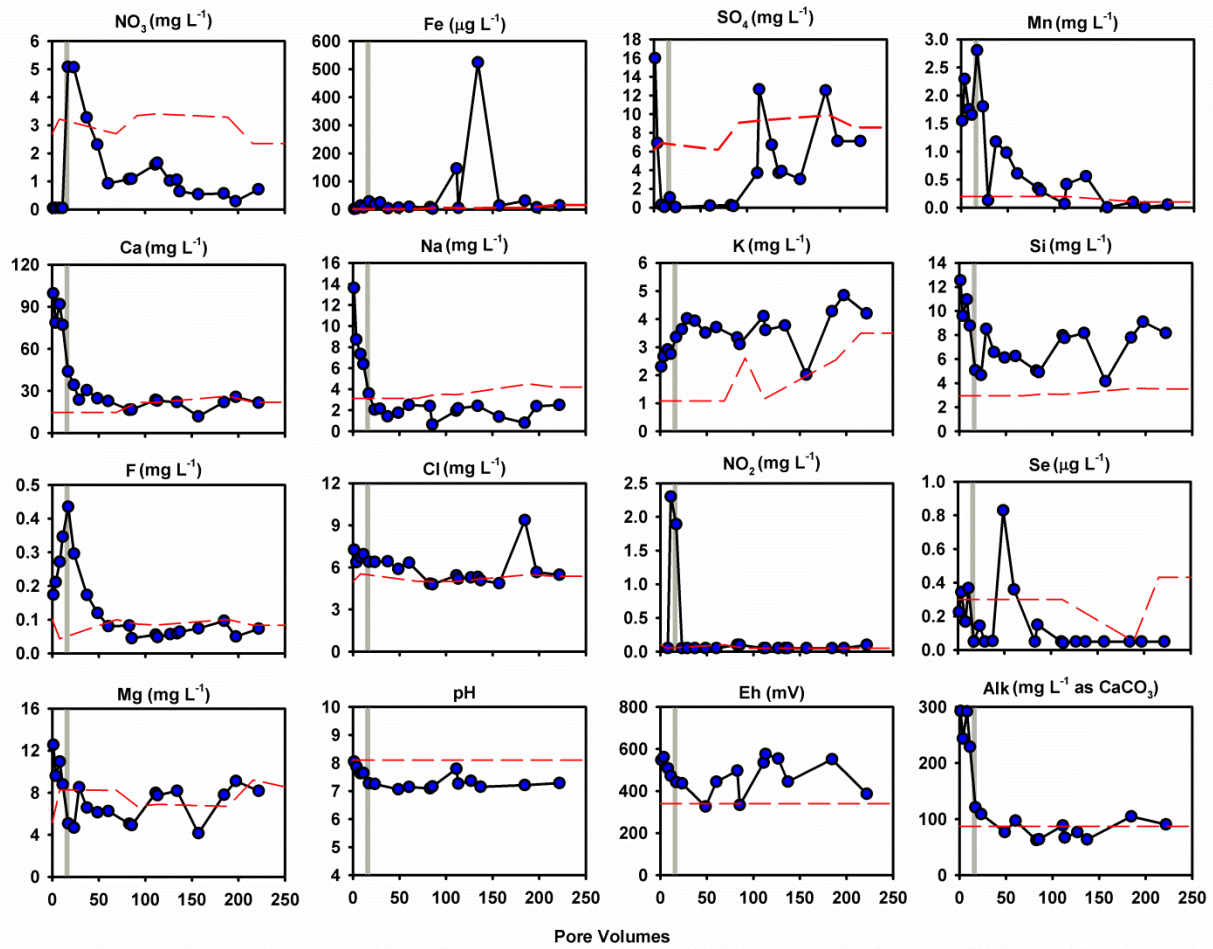 NO₃ (mg L⁻¹) Fe (µg L⁻¹) SO₄ (mg L⁻¹) Mn (mg L⁻¹)
6 600 18 3.0
5 500 16 2.5
4 400 14 2.0
3 300 12 1.5
2 200 10 1.0
1 100 8 0.5
0 0 6 0.0
4
2
0
Ca (mg L⁻¹) Na (mg L⁻¹) K (mg L⁻¹) Si (mg L⁻¹)
120 16 6 14
90 14 5 12
60 12 4 10
30 10 3 8
0 8 2 6
6 1 4
4 0 2
2 0
0
F (mg L⁻¹) Cl (mg L⁻¹) NO₂ (mg L⁻¹) Se (µg L⁻¹)
0.5 12 2.5 1.0
0.4 9 2.0 0.8
0.3 6 1.5 0.6
0.2 3 1.0 0.4
0.1 0 0.5 0.2
0.0 0.0 0.0
Mg (mg L⁻¹) pH Eh (mV) Alk (mg L⁻¹ as CaCO₃)
16 10 800 300
12 9 600 200
8 8 400 100
4 7 200 0
0 6 0
5
4
0 50 100 150 200 250 0 50 100 150 200 250 0 50 100 150 200 250 0 50 100 150 200 250
Pore Volumes